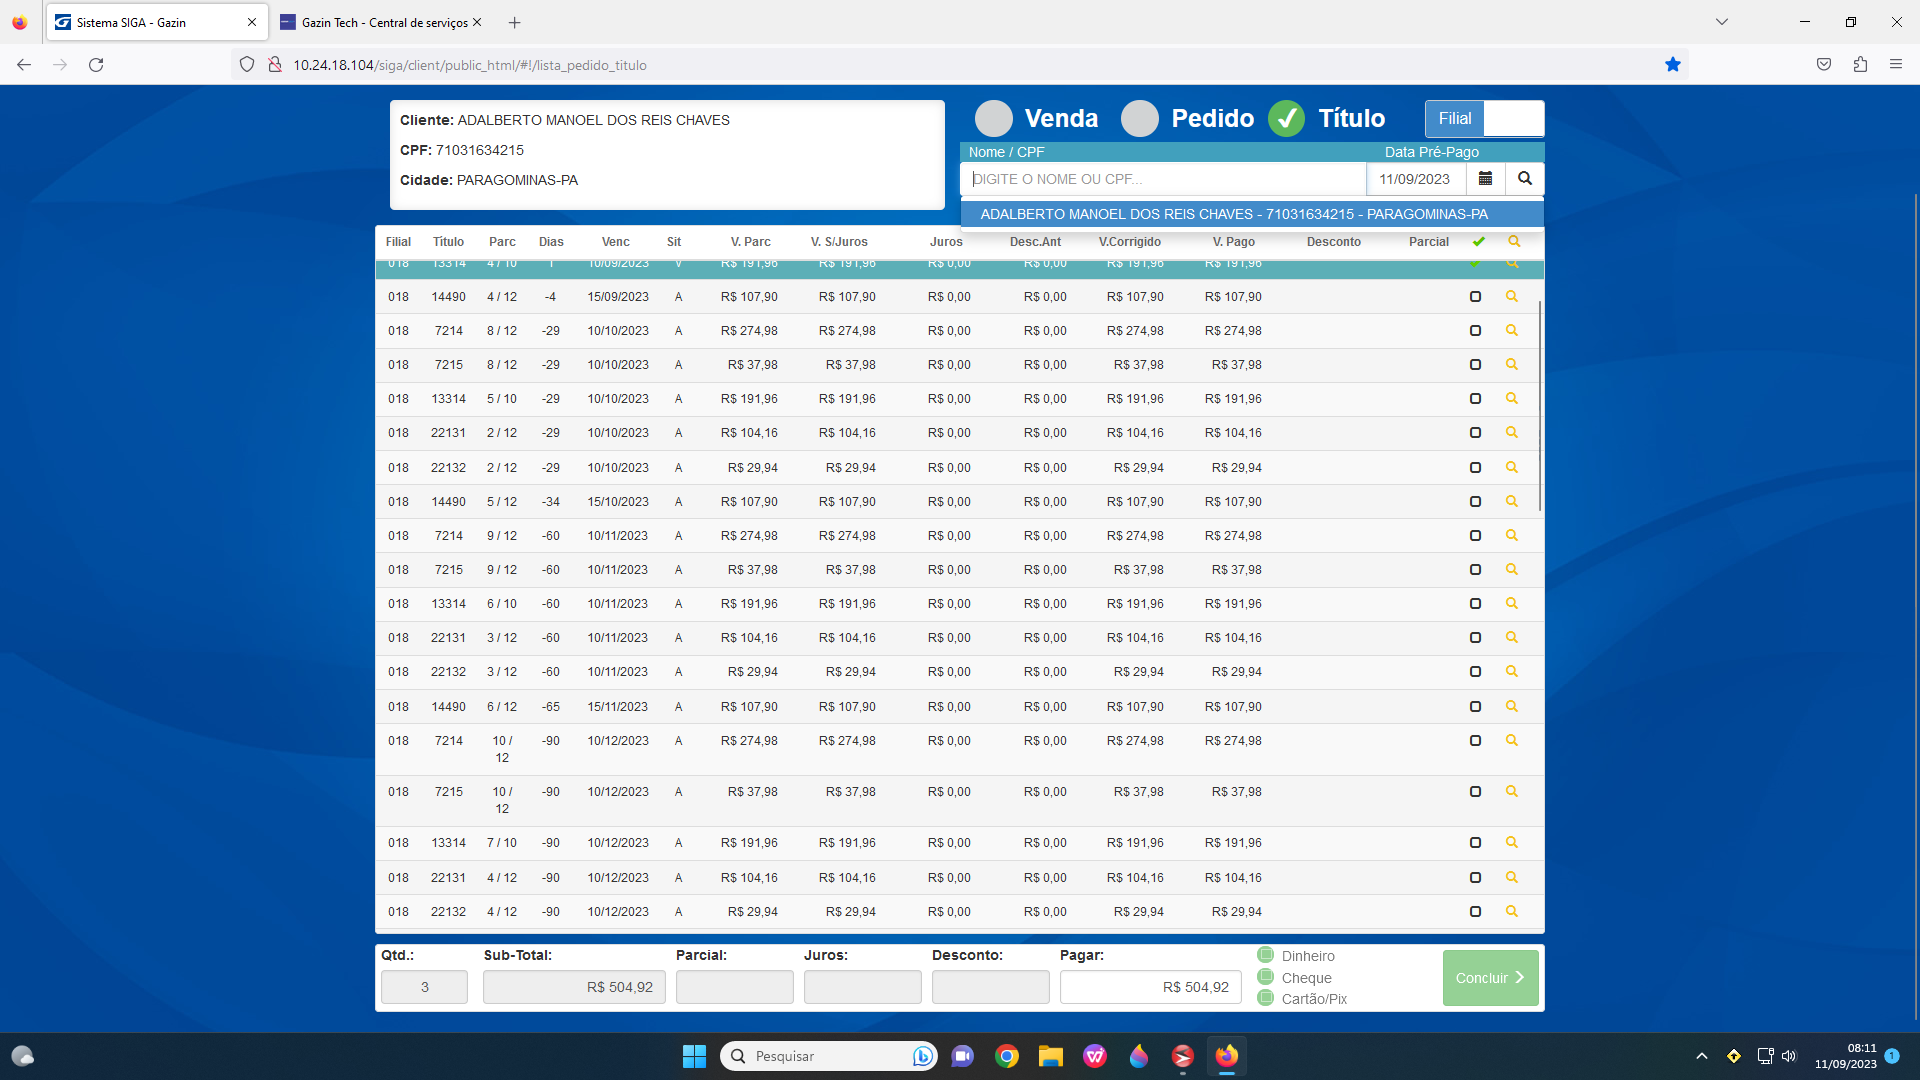 Sistema SIGA - Gazin
Gazin Tech - Central de serviços
10.24.18.104/siga/client/public_html/#!/lista_pedido_titulo
Cliente: ADALBERTO MANOEL DOS REIS CHAVES
CPF: 71031634215
Cidade: PARAGOMINAS-PA
Venda
Pedido
Título
Filial
Nome / CPF
Data Pré-Pago
DIGITE O NOME OU CPF...
11/09/2023
ADALBERTO MANOEL DOS REIS CHAVES - 71031634215 - PARAGOMINAS-PA
Filial Título Parc Dias Venc Sit V. Parc V. S/Juros Juros Desc.Ant V.Corrigido V. Pago Desconto Parcial
018 13314 4 / 10 1 10/09/2023 V R$ 191,96 R$ 191,96 R$ 0,00 R$ 0,00 R$ 191,96 R$ 191,96
018 14490 4 / 12 -4 15/09/2023 A R$ 107,90 R$ 107,90 R$ 0,00 R$ 0,00 R$ 107,90 R$ 107,90
018 7214 8 / 12 -29 10/10/2023 A R$ 274,98 R$ 274,98 R$ 0,00 R$ 0,00 R$ 274,98 R$ 274,98
018 7215 8 / 12 -29 10/10/2023 A R$ 37,98 R$ 37,98 R$ 0,00 R$ 0,00 R$ 37,98 R$ 37,98
018 13314 5 / 10 -29 10/10/2023 A R$ 191,96 R$ 191,96 R$ 0,00 R$ 0,00 R$ 191,96 R$ 191,96
018 22131 2 / 12 -29 10/10/2023 A R$ 104,16 R$ 104,16 R$ 0,00 R$ 0,00 R$ 104,16 R$ 104,16
018 22132 2 / 12 -29 10/10/2023 A R$ 29,94 R$ 29,94 R$ 0,00 R$ 0,00 R$ 29,94 R$ 29,94
018 14490 5 / 12 -34 15/10/2023 A R$ 107,90 R$ 107,90 R$ 0,00 R$ 0,00 R$ 107,90 R$ 107,90
018 7214 9 / 12 -60 10/11/2023 A R$ 274,98 R$ 274,98 R$ 0,00 R$ 0,00 R$ 274,98 R$ 274,98
018 7215 9 / 12 -60 10/11/2023 A R$ 37,98 R$ 37,98 R$ 0,00 R$ 0,00 R$ 37,98 R$ 37,98
018 13314 6 / 10 -60 10/11/2023 A R$ 191,96 R$ 191,96 R$ 0,00 R$ 0,00 R$ 191,96 R$ 191,96
018 22131 3 / 12 -60 10/11/2023 A R$ 104,16 R$ 104,16 R$ 0,00 R$ 0,00 R$ 104,16 R$ 104,16
018 22132 3 / 12 -60 10/11/2023 A R$ 29,94 R$ 29,94 R$ 0,00 R$ 0,00 R$ 29,94 R$ 29,94
018 14490 6 / 12 -65 15/11/2023 A R$ 107,90 R$ 107,90 R$ 0,00 R$ 0,00 R$ 107,90 R$ 107,90
018 7214 10 / -90 10/12/2023 A R$ 274,98 R$ 274,98 R$ 0,00 R$ 0,00 R$ 274,98 R$ 274,98
12
018 7215 10 / -90 10/12/2023 A R$ 37,98 R$ 37,98 R$ 0,00 R$ 0,00 R$ 37,98 R$ 37,98
12
018 13314 7 / 10 -90 10/12/2023 A R$ 191,96 R$ 191,96 R$ 0,00 R$ 0,00 R$ 191,96 R$ 191,96
018 22131 4 / 12 -90 10/12/2023 A R$ 104,16 R$ 104,16 R$ 0,00 R$ 0,00 R$ 104,16 R$ 104,16
018 22132 4 / 12 -90 10/12/2023 A R$ 29,94 R$ 29,94 R$ 0,00 R$ 0,00 R$ 29,94 R$ 29,94
Qtd.: Sub-Total: Parcial: Juros: Desconto: Pagar:
3 R$ 504,92 R$ 504,92
Dinheiro
Cheque
Cartão/Pix
Concluir
Pesquisar
08:11
11/09/2023
1